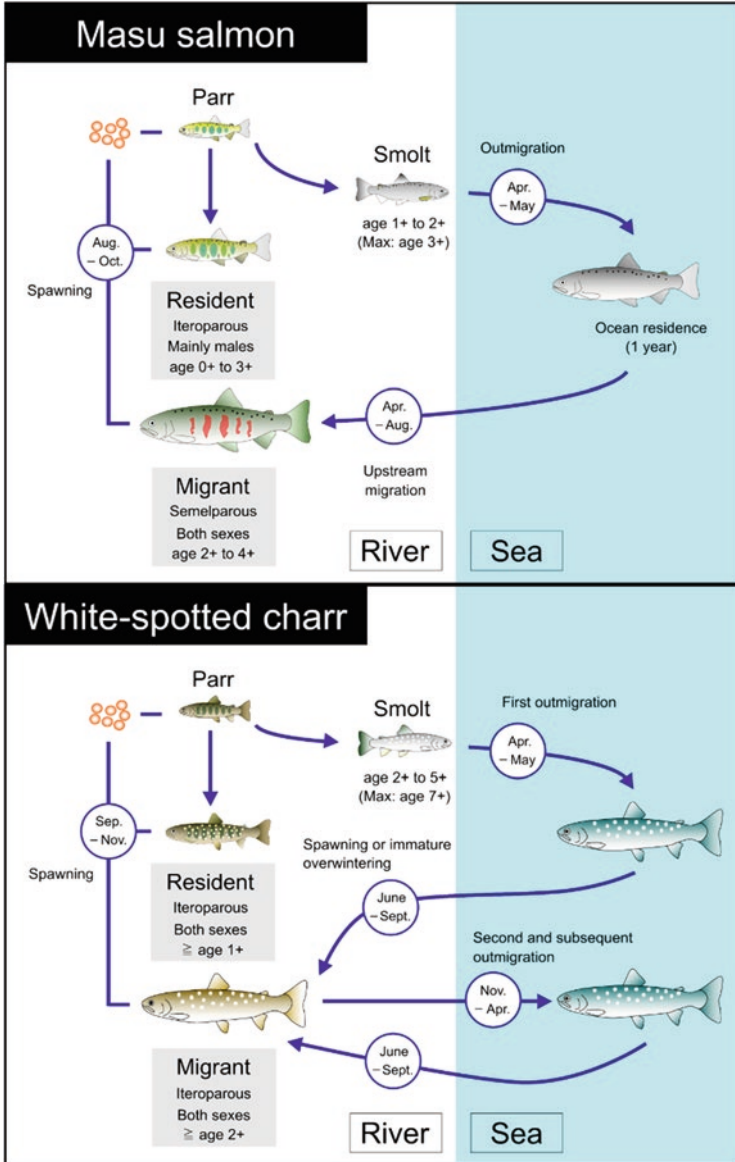 Masu salmon
Parr
Smolt
age 1+ to 2+
(Max: age 3+)
Outmigration
Apr.
– May
Aug.
– Oct.
Spawning
Resident
Iteroparous
Mainly males
age 0+ to 3+
Ocean residence
(1 year)
Apr.
– Aug.
Upstream
migration
Migrant
Semelparous
Both sexes
age 2+ to 4+
River
Sea
White-spotted charr
Parr
Smolt
age 2+ to 5+
(Max: age 7+)
First outmigration
Apr.
– May
Sep.
– Nov.
Spawning
Resident
Iteroparous
Both sexes
≧ age 1+
Spawning or immature
overwintering
June
– Sept.
Second and subsequent
outmigration
Nov.
– Apr.
June
– Sept.
Migrant
Iteroparous
Both sexes
≧ age 2+
River
Sea